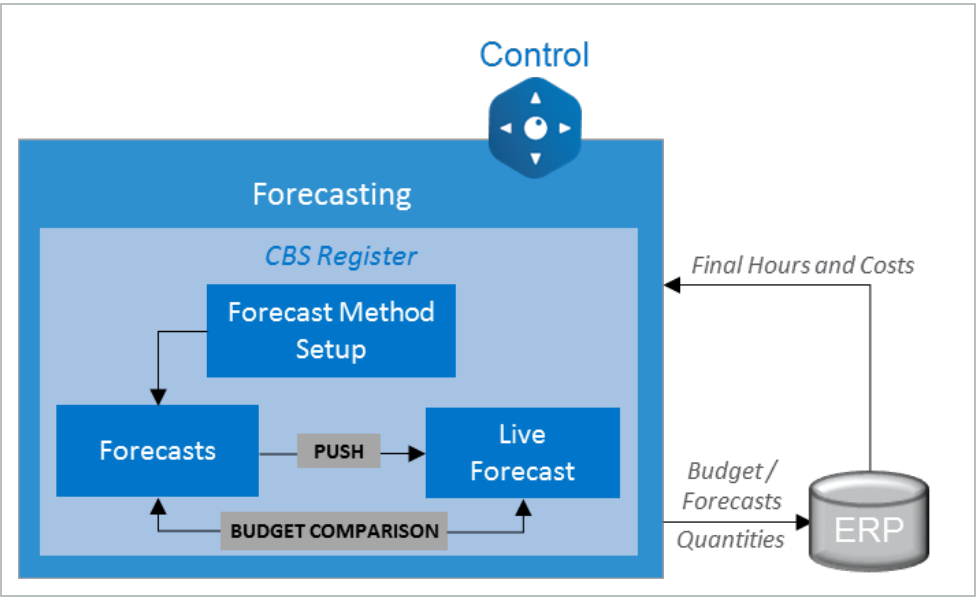 Control
Forecasting
CBS Register
Forecast Method
Setup
Forecasts
PUSH
Live
Forecast
BUDGET COMPARISON
Final Hours and Costs
Budget /
Forecasts
Quantities
ERP